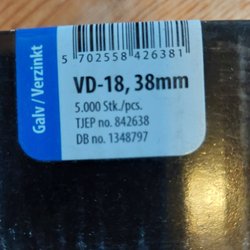 5 702558 426381
VD-18, 38mm
5.000 Stk./pcs.
TJEP no. 842638
DB no. 1348797
Galv / Verzinkt